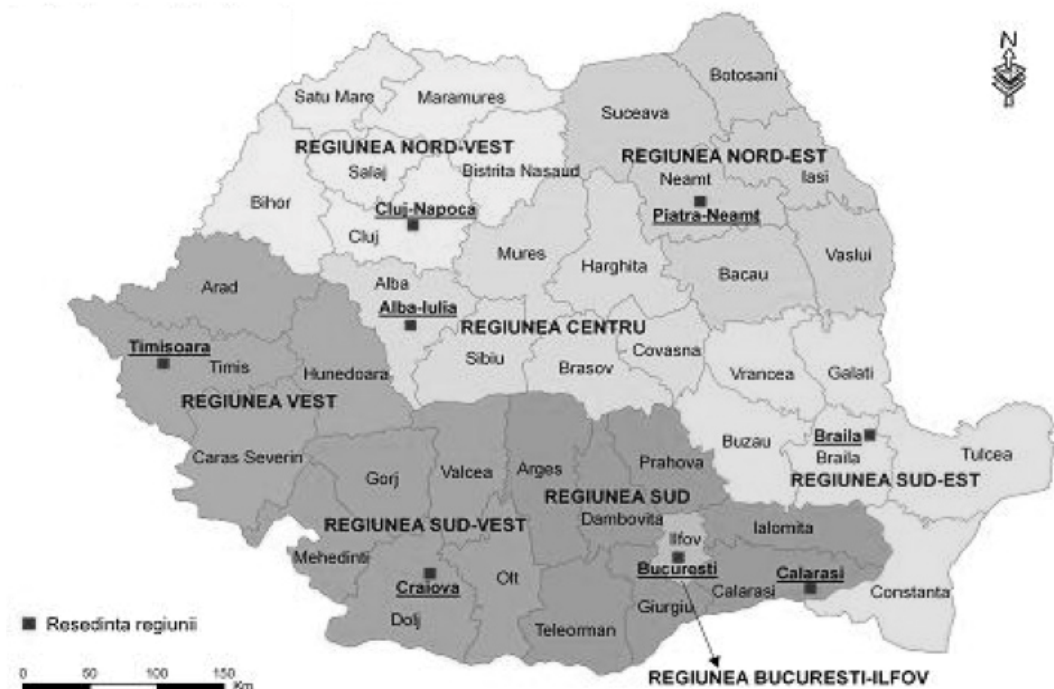 N
Botosani
Satu Mare
Maramures
Suceava
REGIUNEA NORD-VEST
REGIUNEA NORD-EST
Salaj
Bistrita Nasaud
Neamt
Iasi
Bihor
Cluj-Napoca
Piatra-Neamt
Cluj
Mures
Harghita
Bacau
Vaslui
Arad
Alba
Alba-Iulia
REGIUNEA CENTRU
Timisoara
Timis
Hunedoara
Sibiu
Brasov
Covasna
Vrancea
Galati
REGIUNEA VEST
Braila
Buzau
Braila
Tulcea
Caras Severin
Gorj
Valcea
Arges
Prahova
REGIUNEA SUD-EST
REGIUNEA SUD
REGIUNEA SUD-VEST
Dambovita
Ialomita
Ilfov
Mehedinti
Craiova
Olt
Bucuresti
Calarasi
Calarasi
Constanta
Dolj
Giurgiu
Teleorman
Resedinta regiunii
0 50 100 150
Km
REGIUNEA BUCURESTI-ILFOV